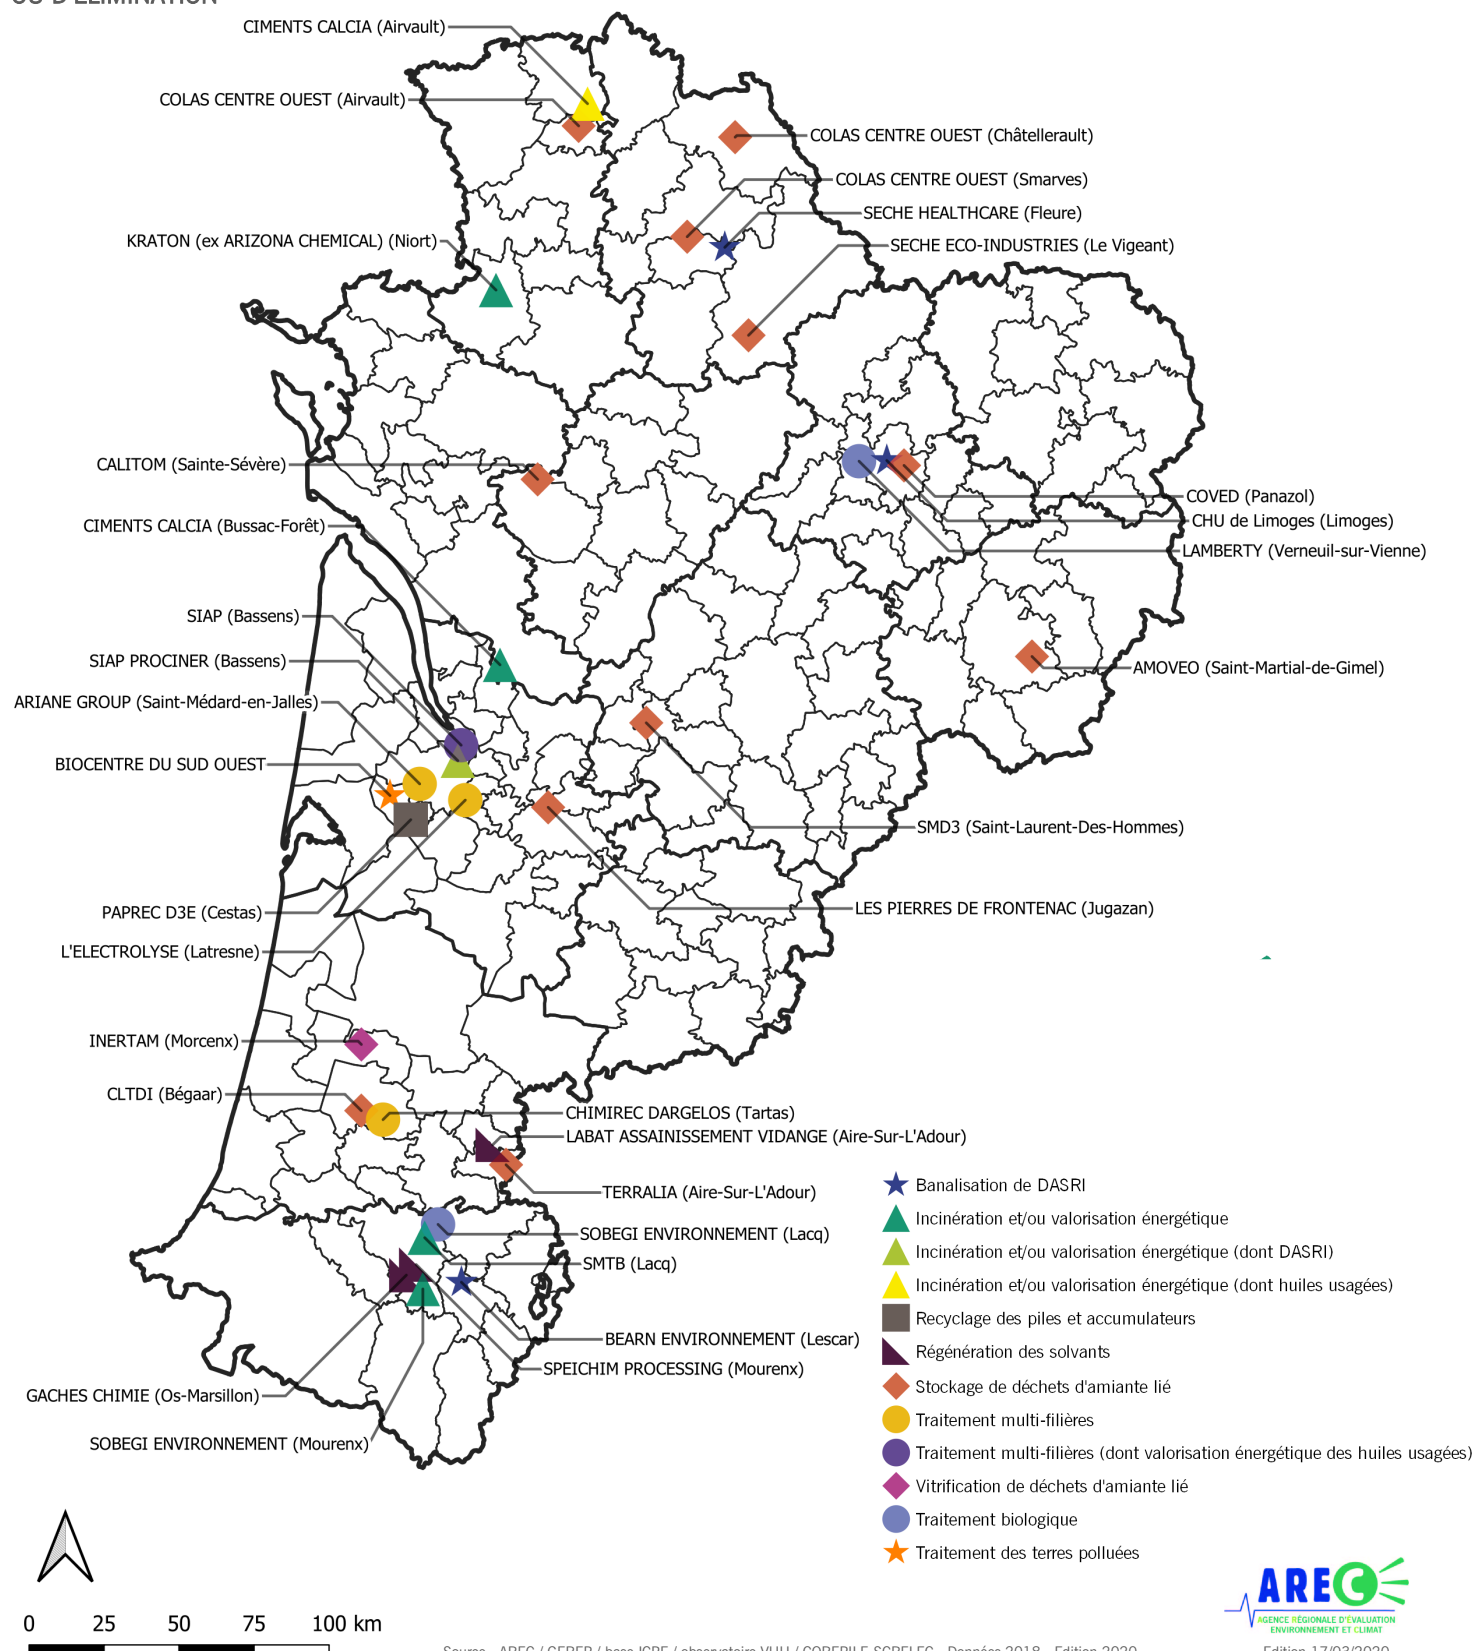 OU D'ELIMINATION
CIMENTS CALCIA (Airvault)
COLAS CENTRE OUEST (Airvault)
COLAS CENTRE OUEST (Châtellerault)
COLAS CENTRE OUEST (Smarves)
SECHE HEALTHCARE (Fleure)
KRATON (ex ARIZONA CHEMICAL) (Niort)
SECHE ECO-INDUSTRIES (Le Vigeant)
CALITOM (Sainte-Sévère)
COVED (Panazol)
CHU de Limoges (Limoges)
CIMENTS CALCIA (Bussac-Forêt)
LAMBERTY (Verneuil-sur-Vienne)
SIAP (Bassens)
SIAP PROCINER (Bassens)
AMOVEO (Saint-Martial-de-Gimel)
ARIANE GROUP (Saint-Médard-en-Jalles)
BIOCENTRE DU SUD OUEST
SMD3 (Saint-Laurent-Des-Hommes)
PAPREC D3E (Cestas)
LES PIERRES DE FRONTENAC (Jugazan)
L'ELECTROLYSE (Latresne)
INERTAM (Morcenx)
CLTDI (Bégaar)
CHIMIREC DARGELOS (Tartas)
LABAT ASSAINISSEMENT VIDANGE (Aire-Sur-L'Adour)
TERRALIA (Aire-Sur-L'Adour)
SOBEGI ENVIRONNEMENT (Lacq)
SMTB (Lacq)
BEARN ENVIRONNEMENT (Lescar)
SPEICHIM PROCESSING (Mourenx)
GACHES CHIMIE (Os-Marsillon)
SOBEGI ENVIRONNEMENT (Mourenx)
Banalisation de DASRI
Incinération et/ou valorisation énergétique
Incinération et/ou valorisation énergétique (dont DASRI)
Incinération et/ou valorisation énergétique (dont huiles usagées)
Recyclage des piles et accumulateurs
Régénération des solvants
Stockage de déchets d'amiante lié
Traitement multi-filières
Traitement multi-filières (dont valorisation énergétique des huiles usagées)
Vitrification de déchets d'amiante lié
Traitement biologique
Traitement des terres polluées
AREC
AGENCE RÉGIONALE D'ÉVALUATION
ENVIRONNEMENT ET CLIMAT
0 25 50 75 100 km